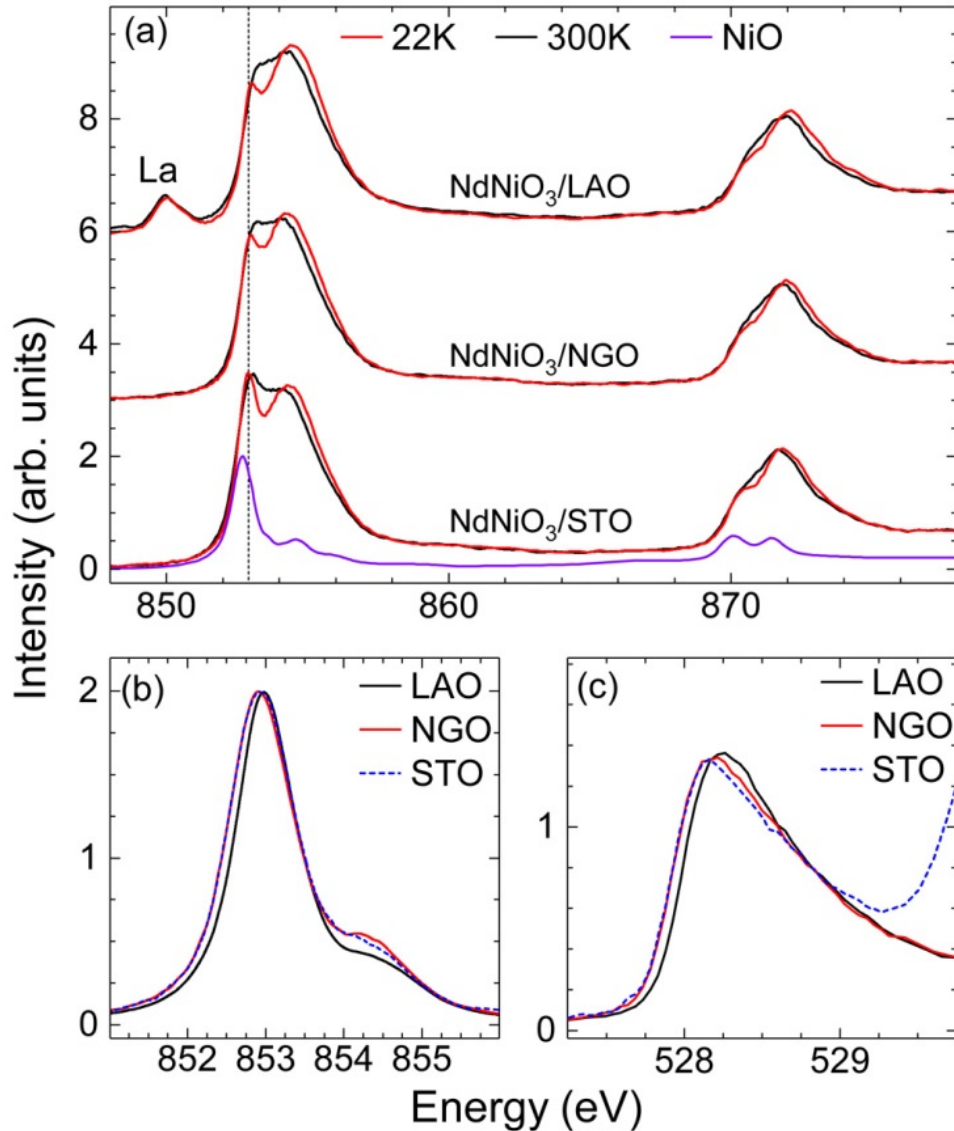 (a) 22K 300K NiO
8
La
NdNiO₃/LAO
6
4
NdNiO₃/NGO
2
NdNiO₃/STO
0
850 860 870
Intensity (arb. units)
(b) LAO
NGO
STO
2
1
0
852 853 854 855
(c) LAO
NGO
STO
1
0
528 529
Energy (eV)